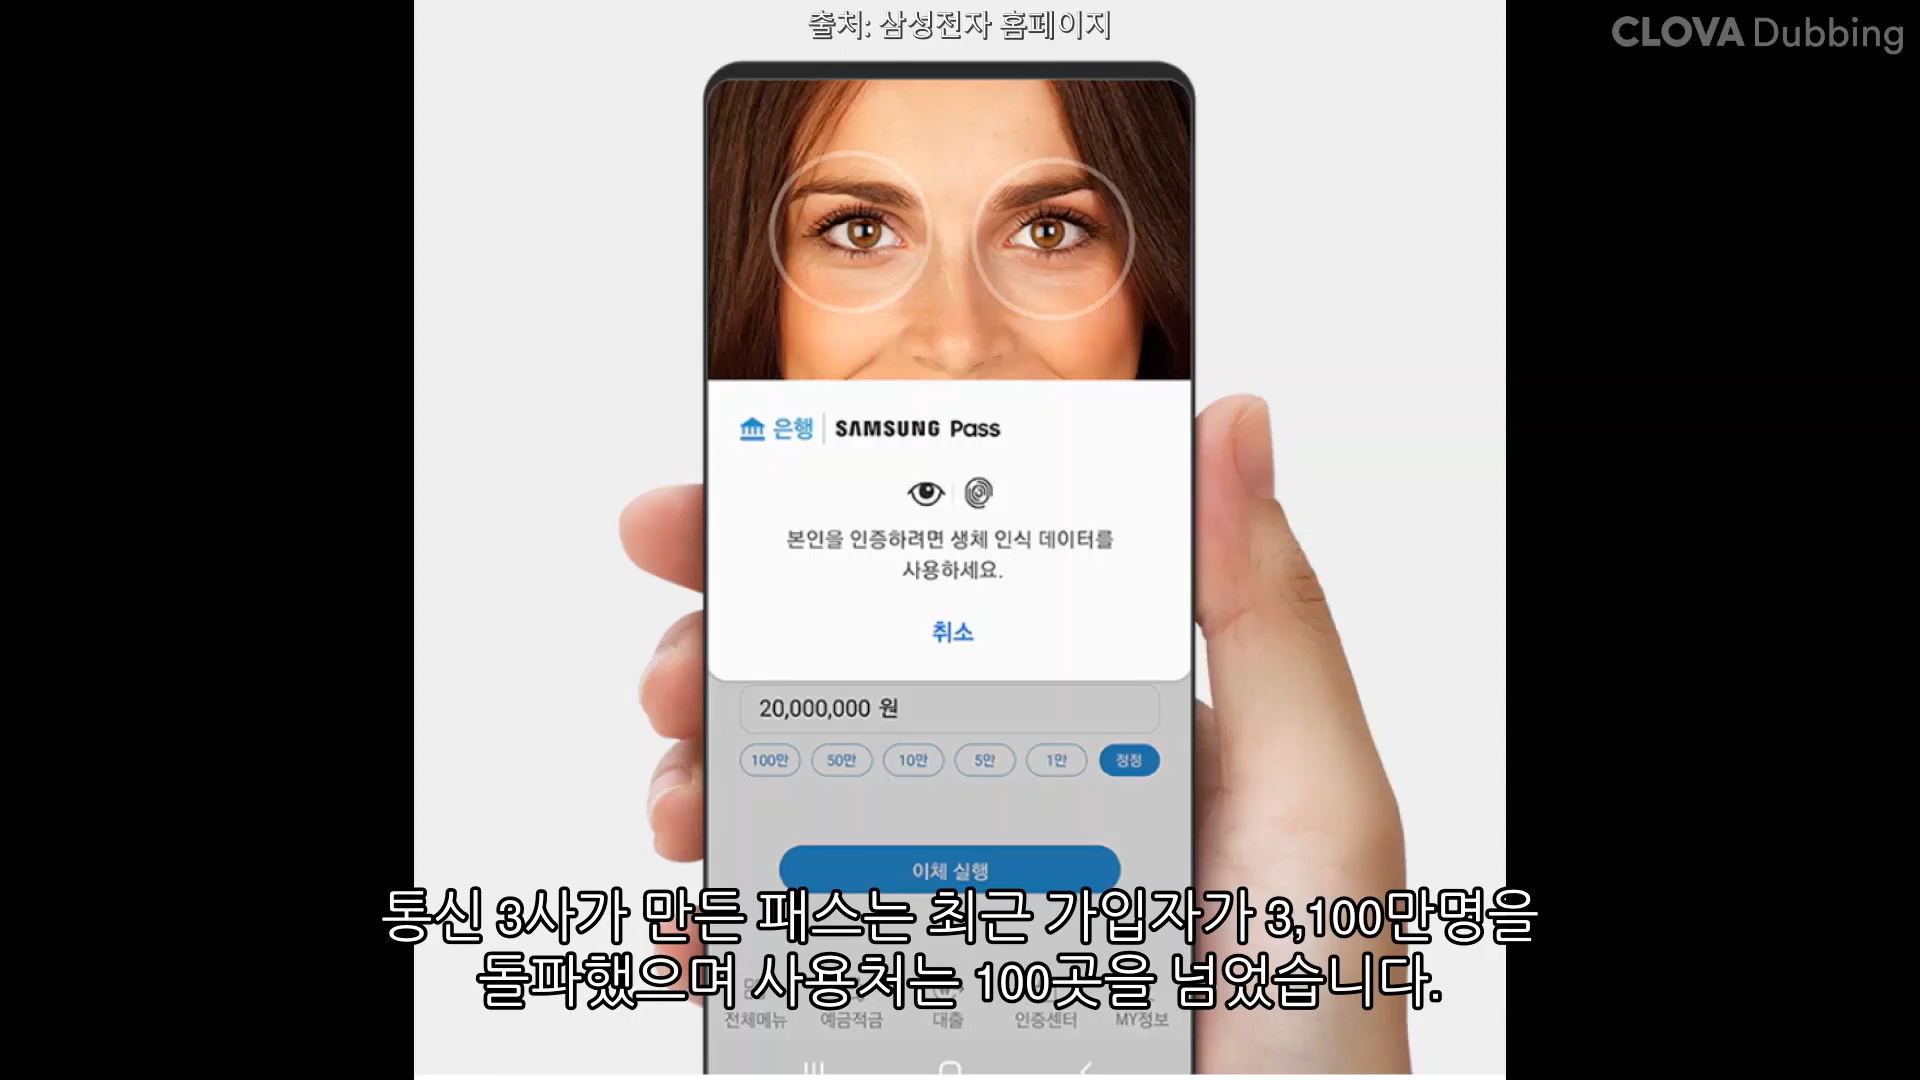 출처: 삼성전자 홈페이지
CLOVA Dubbing
은행 SAMSUNG Pass
본인을 인증하려면 생체 인식 데이터를
사용하세요.
취소
20,000,000 원
100만 50만 10만 5만 1만 정정
이체 실행
통신 3사가 만든 패스는 최근 가입자가 3,100만명을
돌파했으며 사용처는 100곳을 넘었습니다.
전체메뉴 예금적금 대출 인증센터 MY정보